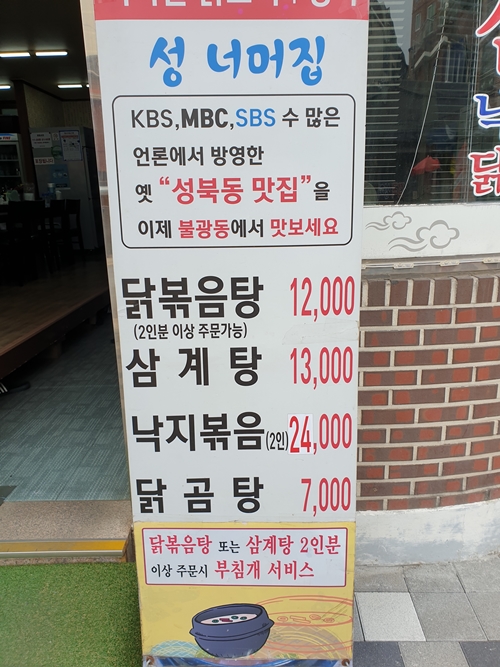 성 너머집
KBS,MBC,SBS 수 많은
언론에서 방영한
옛 “성북동 맛집”을
이제 불광동에서 맛보세요
닭볶음탕 12,000
(2인분 이상 주문가능)
삼계탕 13,000
낙지볶음(2인) 24,000
닭곰탕 7,000
닭볶음탕 또는 삼계탕 2인분
이상 주문시 부침개 서비스